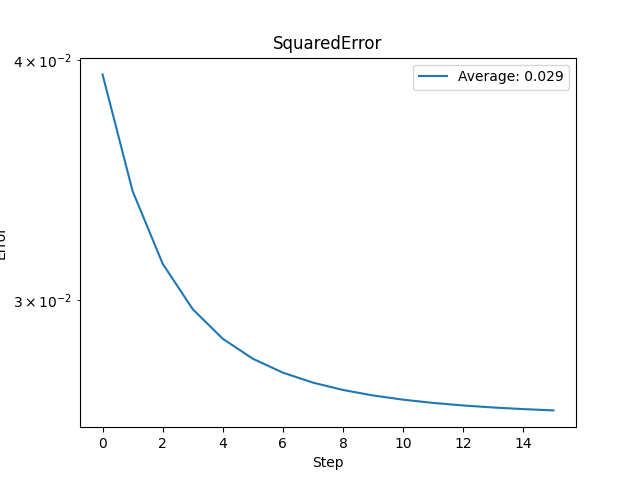 SquaredError
Average: 0.029
4 × 10⁻²
3 × 10⁻²
Error
0 2 4 6 8 10 12 14
Step